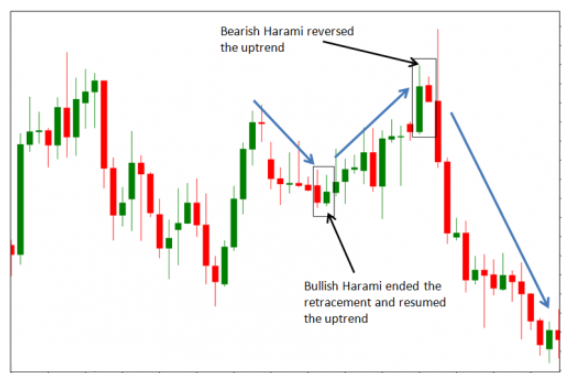 Bearish Harami reversed
the uptrend
Bullish Harami ended the
retracement and resumed
the uptrend